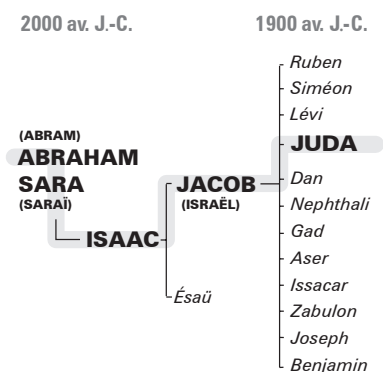 2000 av. J.-C.
1900 av. J.-C.
(ABRAM)
ABRAHAM
SARA
(SARAÏ)
ISAAC
JACOB
(ISRAËL)
Ésaü
Ruben
Siméon
Lévi
JUDA
Dan
Nephthali
Gad
Aser
Issacar
Zabulon
Joseph
Benjamin